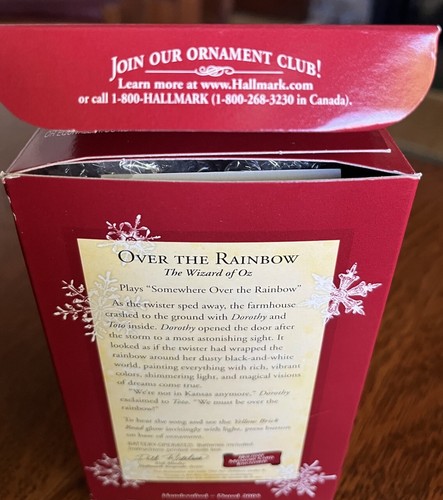 JOIN OUR ORNAMENT CLUB!
Learn more at www.Hallmark.com
or call 1-800-HALLMARK (1-800-268-3230 in Canada).
OVER THE RAINBOW
The Wizard of Oz
Plays “Somewhere Over the Rainbow”
As the twister sped away, the farmhouse
crashed to the ground with Dorothy and
Toto inside. Dorothy opened the door after
the storm to a most astonishing sight. It
looked as if the twister had wrapped the
rainbow around her dusty black-and-white
world, painting everything with rich, vibrant
colors, shimmering light, and magical visions
of dreams come true.
“We're not in Kansas anymore,” Dorothy
exclaimed to Toto. “We must be over the
rainbow!”
To hear the song and see the Yellow Brick
Road glow invitingly with light, press button
on base of ornament.